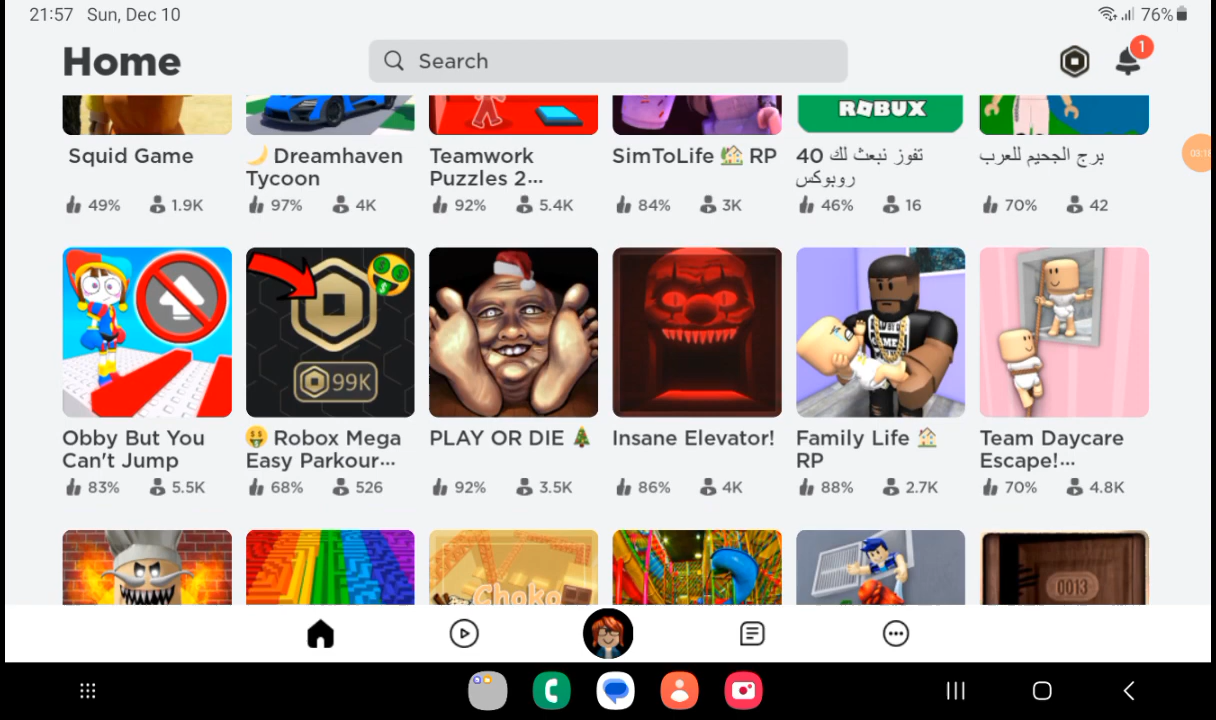 21:57 Sun, Dec 10
76%
Home
Search
1
ROBUX
Squid Game
🌙 Dreamhaven
Tycoon
Teamwork
Puzzles 2...
SimToLife 🏡 RP
تفوز نبعث لك 40
روبوكس
برج الجحيم للعرب
49% 1.9K
97% 4K
92% 5.4K
84% 3K
46% 16
70% 42
99K
Obby But You
Can't Jump
🤑 Robox Mega
Easy Parkour...
PLAY OR DIE 🎄
Insane Elevator!
Family Life 🏠
RP
Team Daycare
Escape!...
83% 5.5K
68% 526
92% 3.5K
86% 4K
88% 2.7K
70% 4.8K
Choko
0013